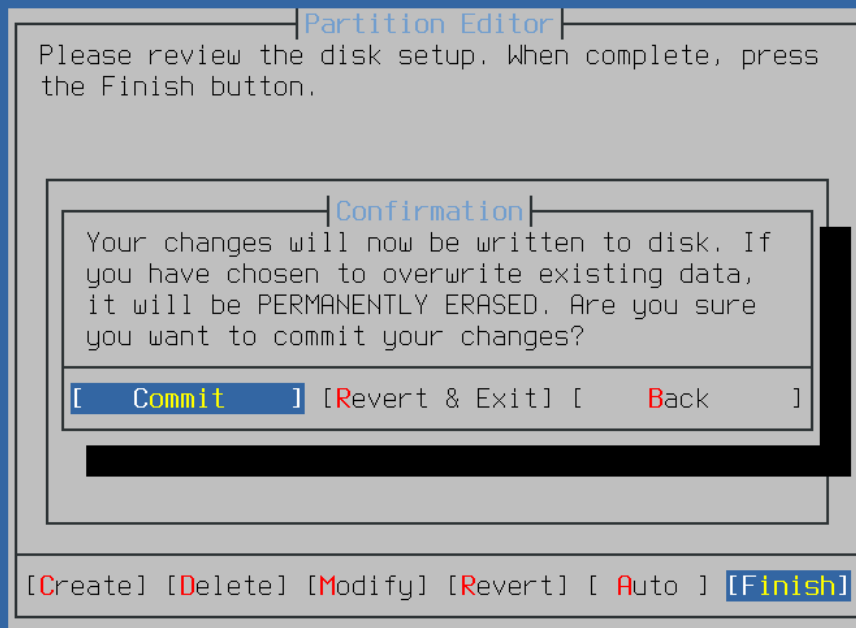 Partition Editor
Please review the disk setup. When complete, press
the Finish button.
Confirmation
Your changes will now be written to disk. If
you have chosen to overwrite existing data,
it will be PERMANENTLY ERASED. Are you sure
you want to commit your changes?
[ Commit ] [Revert & Exit] [ Back ]
[Create] [Delete] [Modify] [Revert] [ Auto ] [Finish]